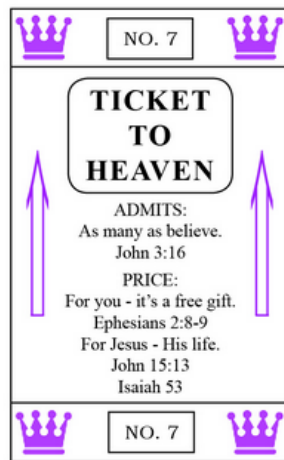 NO. 7
TICKET
TO
HEAVEN
ADMITS:
As many as believe.
John 3:16
PRICE:
For you - it's a free gift.
Ephesians 2:8-9
For Jesus - His life.
John 15:13
Isaiah 53
NO. 7